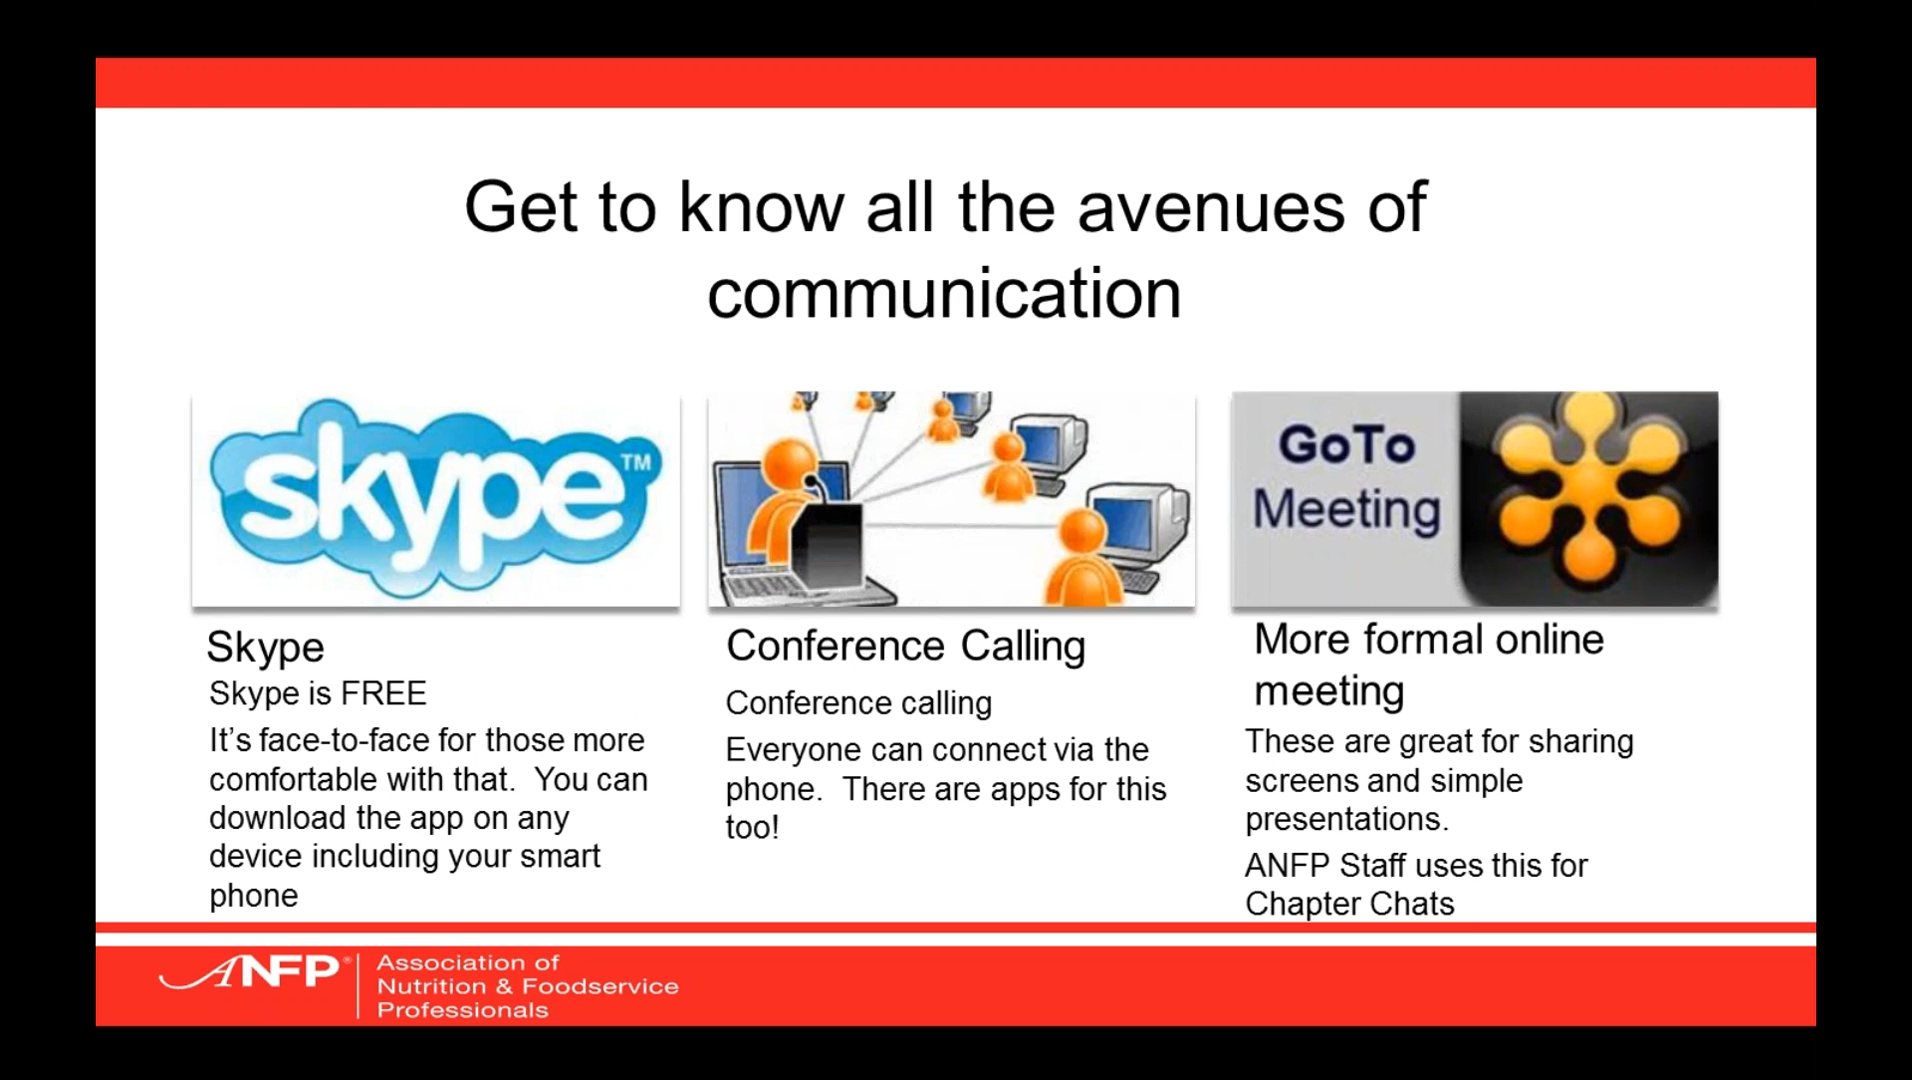 Get to know all the avenues of
communication
skype™
GoTo
Meeting
Skype
Skype is FREE
It’s face-to-face for those more
comfortable with that.  You can
download the app on any
device including your smart
phone
Conference Calling
Conference calling
Everyone can connect via the
phone.  There are apps for this
too!
More formal online
meeting
These are great for sharing
screens and simple
presentations.
ANFP Staff uses this for
Chapter Chats
ANFP®
Association of
Nutrition & Foodservice
Professionals